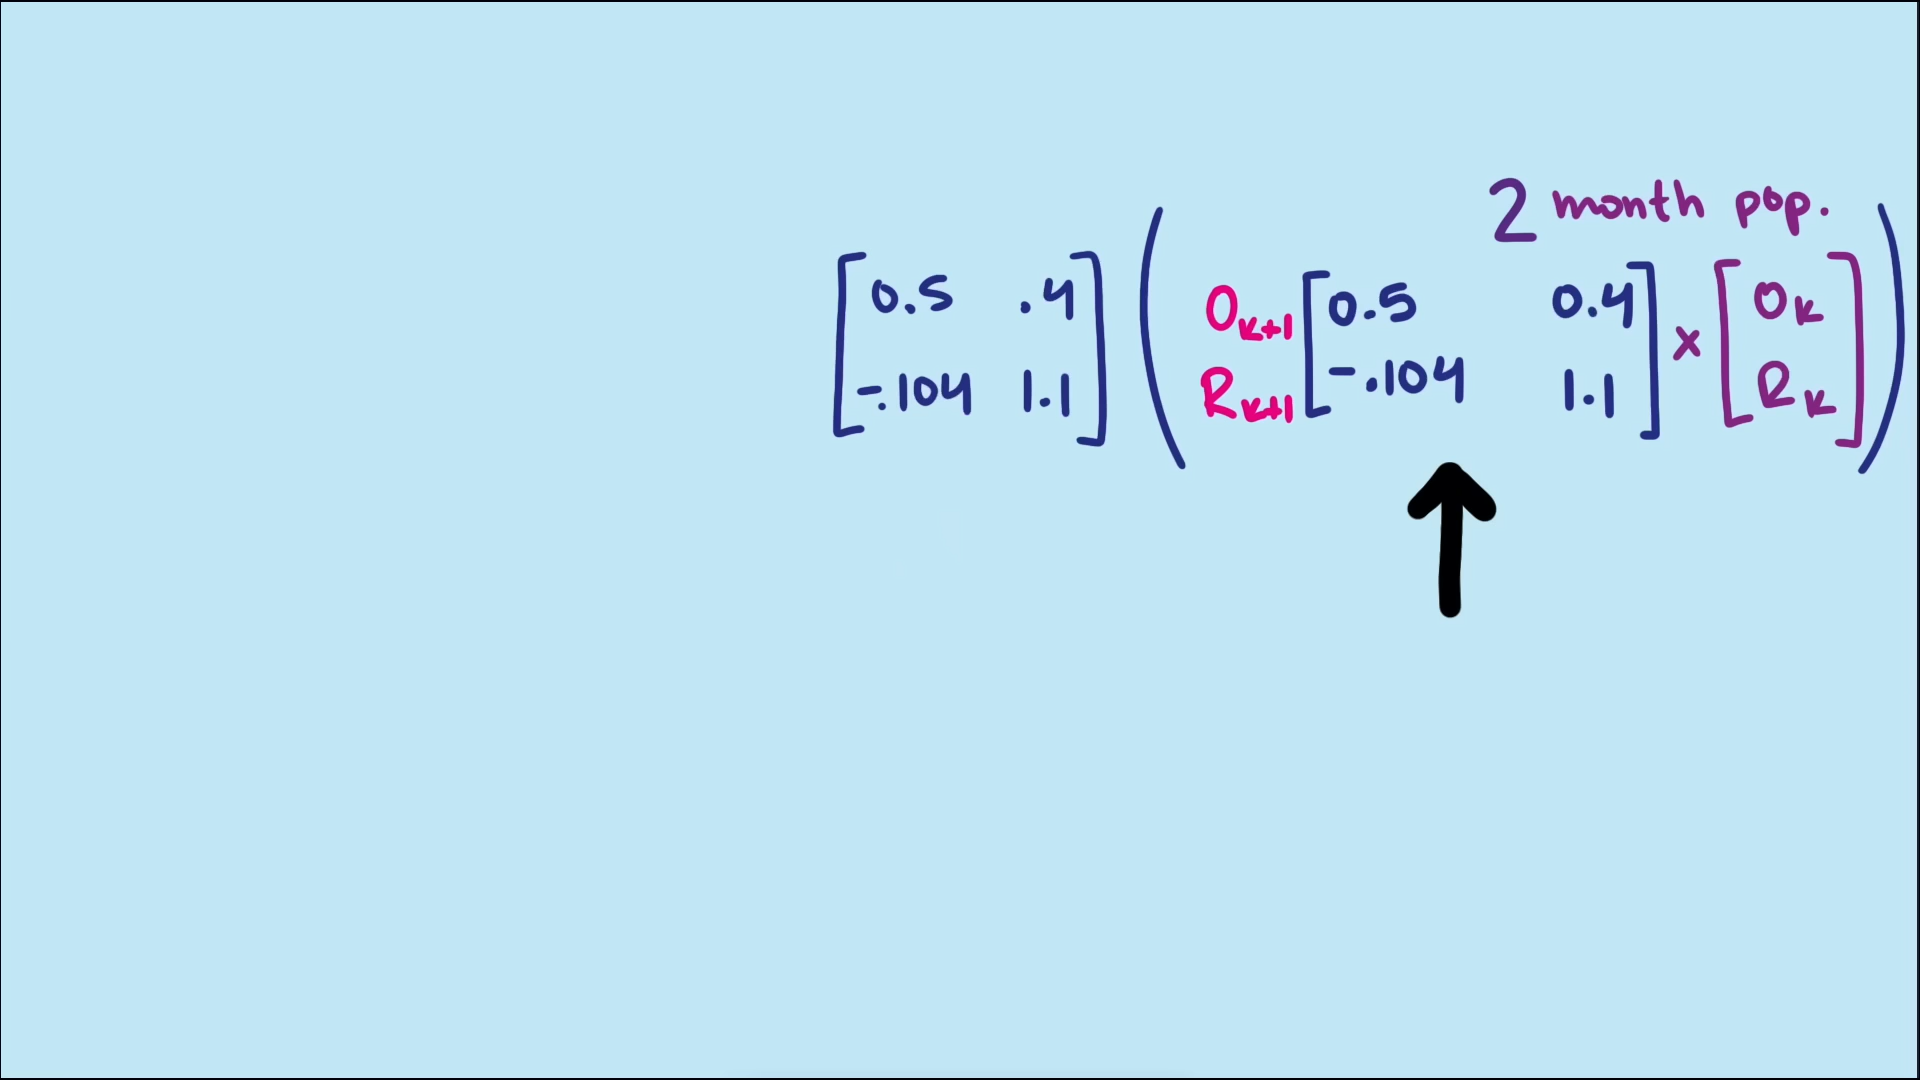 2 month pop.
[0.5 .4] ( O_{k+1} [0.5 0.4] × [O_k] )
[-.104 1.1] R_{k+1} [-.104 1.1] [R_k]